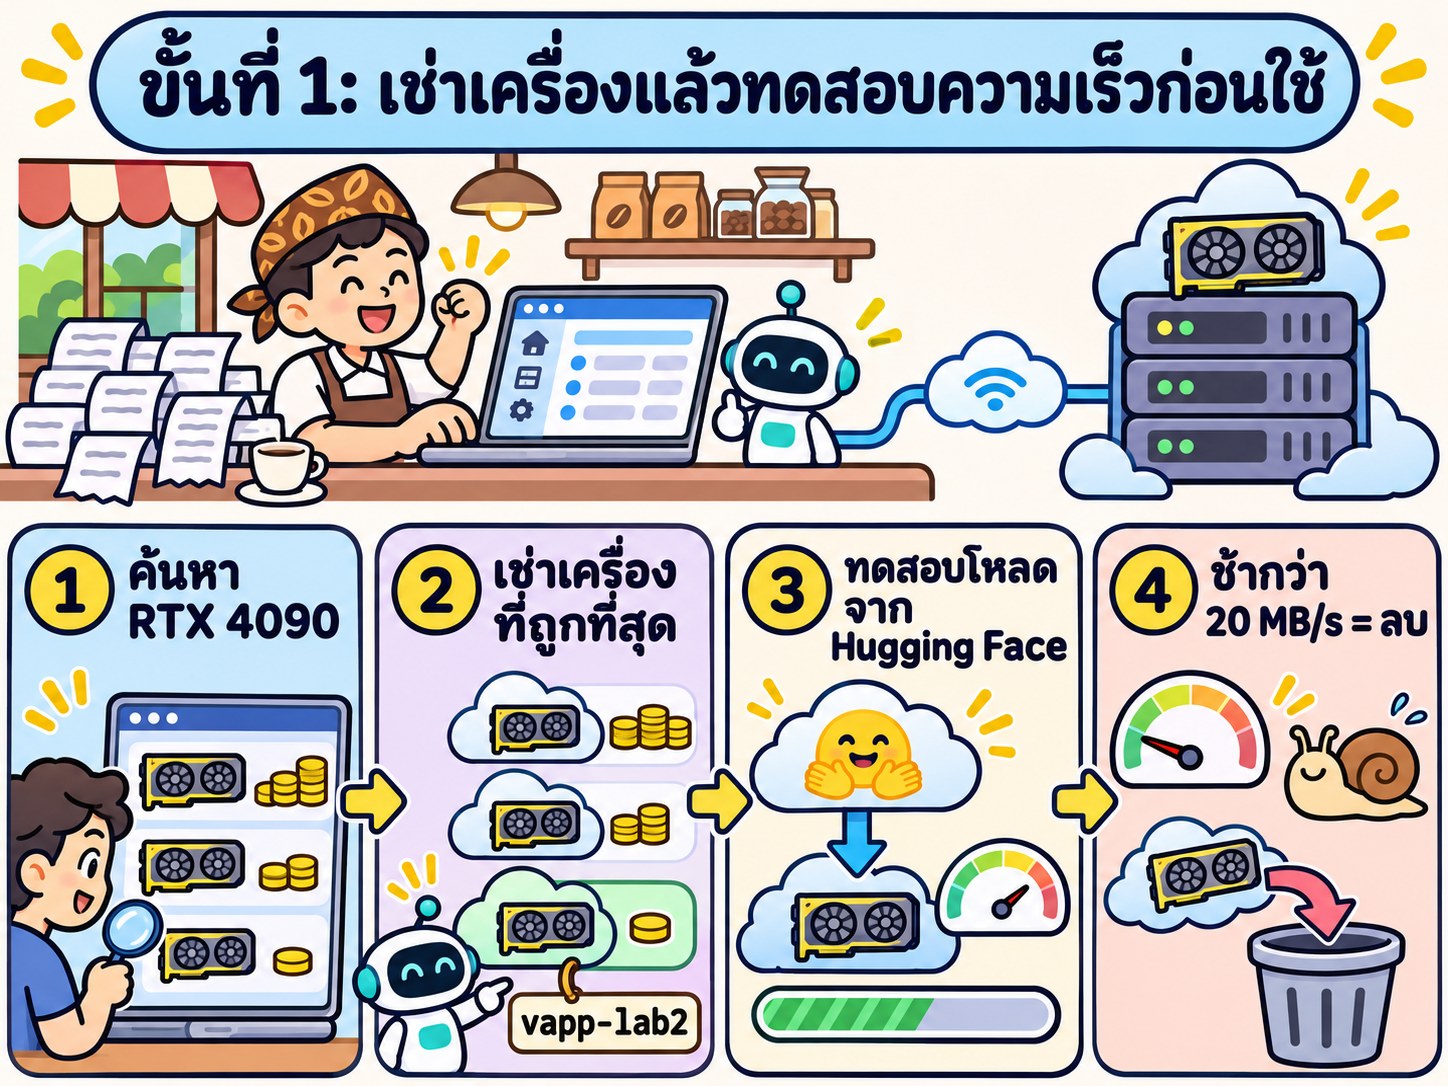 ขั้นที่ 1: เช่าเครื่องแล้วทดสอบความเร็วก่อนใช้
1
ค้นหา
RTX 4090
2
เช่าเครื่อง
ที่ถูกที่สุด
vapp-lab2
3
ทดสอบโหลด
จาก
Hugging Face
4
ช้ากว่า
20 MB/s = ลบ